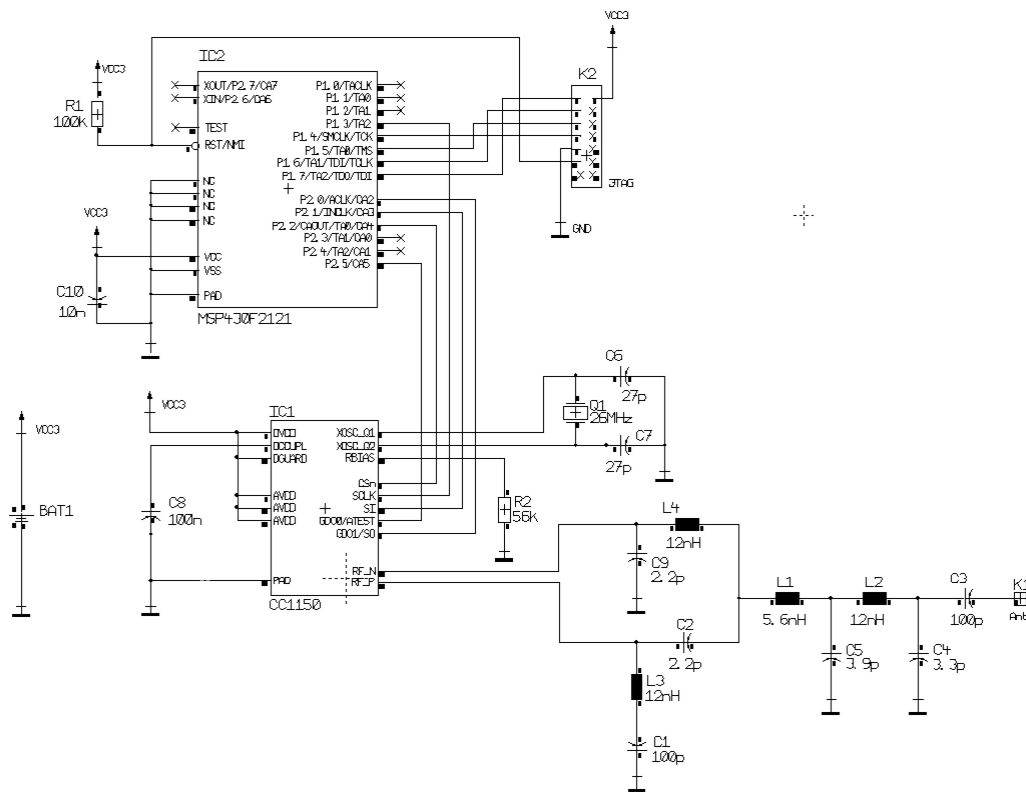 VCC3
IC2
VCC3
K2
R1
100K
XOUT/P2.7/CA7
XIN/P2.6/CA6
TEST
RST/NMI
NC
NC
NC
NC
VCC
VSS
PAD
P1.0/TACLK
P1.1/TA0
P1.2/TA1
P1.3/TA2
P1.4/SMCLK/TCK
P1.5/TA0/TMS
P1.6/TA1/TDI/TCLK
P1.7/TA2/TDO/TDI
P2.0/ACLK/CA2
P2.1/INCLK/CA3
P2.2/CAOUT/TA0/CA4
P2.3/TA1/CA0
P2.4/TA2/CA1
P2.5/CA5
JTAG
GND
VCC3
C10
10n
MSP430F2121
VCC3
VCC3
IC1
DVDD
DCOUPL
DGUARD
AVDD
AVDD
AVDD
PAD
XOSC_Q1
XOSC_Q2
RBIAS
CSn
SCLK
SI
GDO0/ATEST
GDO1/SO
RF_N
RF_P
CC1150
C6
27p
Q1
26MHz
C7
27p
BAT1
C8
100n
R2
56K
L4
12nH
C9
2.2p
L1
5.6nH
L2
12nH
C3
100p
K1
Ant
C2
2.2p
C5
3.9p
C4
3.3p
L3
12nH
C1
100p